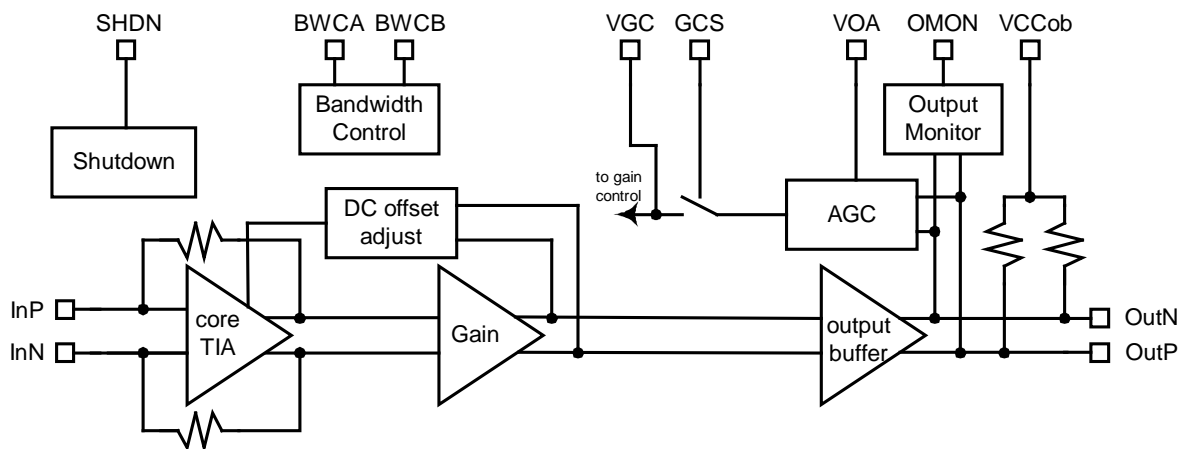 SHDN
BWCA
BWCB
VGC
GCS
VOA
OMON
VCCob
Shutdown
Bandwidth
Control
Output
Monitor
to gain
control
DC offset
adjust
AGC
InP
InN
core
TIA
Gain
output
buffer
OutN
OutP